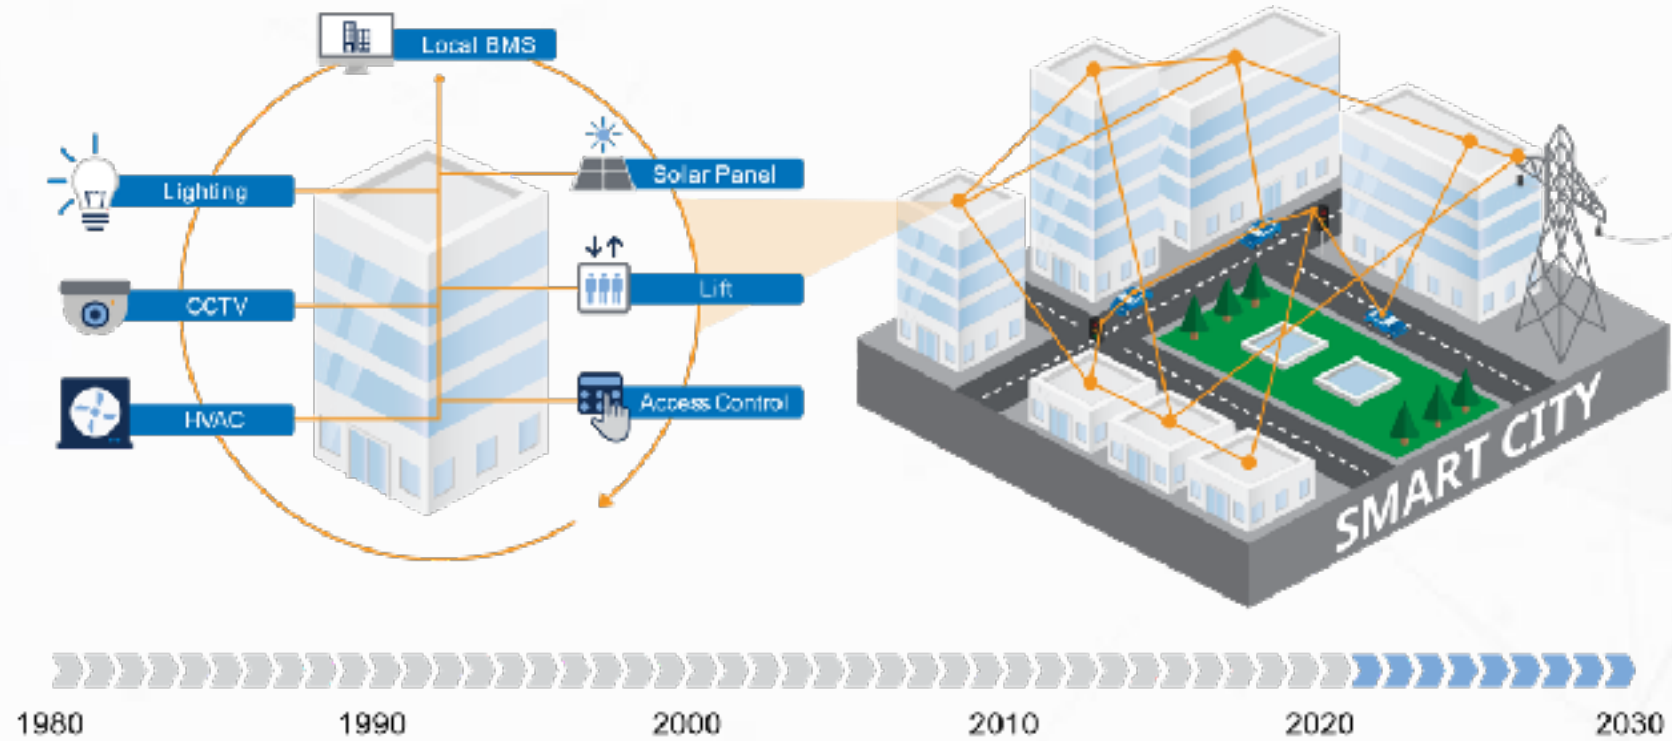 Local BMS
Lighting
Solar Panel
CCTV
Lift
HVAC
Access Control
SMART CITY
1980 1990 2000 2010 2020 2030